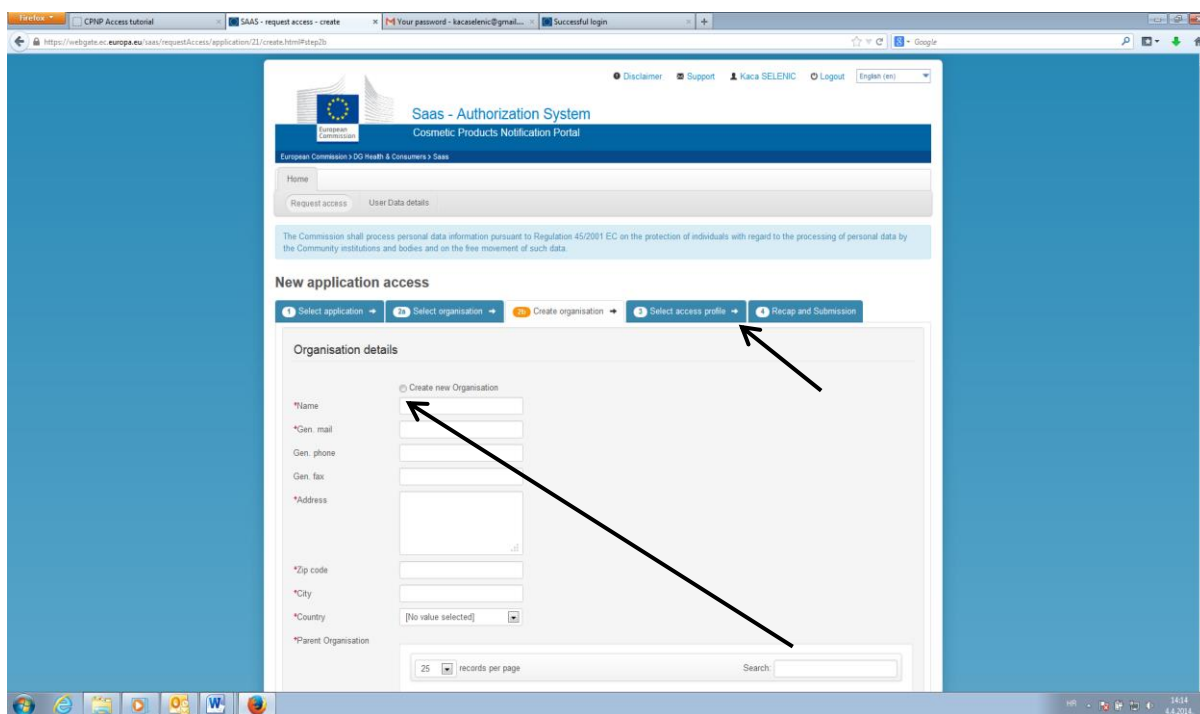 Firefox
CPNP Access tutorial
SAAS - request access - create
Your password - kacaselenic@gmail....
Successful login
https://webgate.ec.europa.eu/saas/requestAccess/application/21/create.html#step2b
Google
Disclaimer Support Kaca SELENIC Logout English (en)
European
Commission
Saas - Authorization System
Cosmetic Products Notification Portal
European Commission > DG Health & Consumers > Saas
Home
Request access User Data details
The Commission shall process personal data information pursuant to Regulation 45/2001 EC on the protection of individuals with regard to the processing of personal data by
the Community institutions and bodies and on the free movement of such data.
New application access
1 Select application 2a Select organisation 2b Create organisation 3 Select access profile 4 Recap and Submission
Organisation details
Create new Organisation
*Name
*Gen. mail
Gen. phone
Gen. fax
*Address
*Zip code
*City
*Country [No value selected]
*Parent Organisation
25 records per page Search:
HR
14:14
4.4.2014.